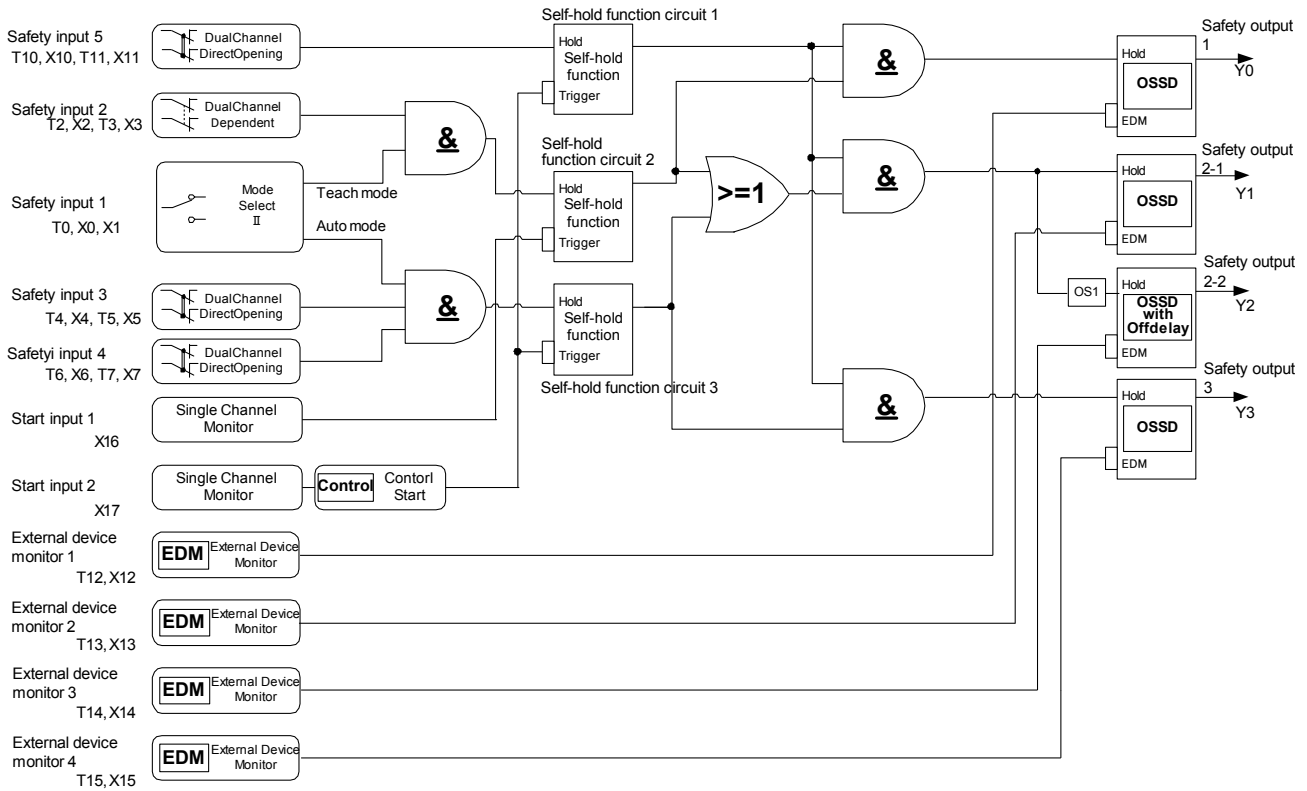 Self-hold function circuit 1
Safety input 5
T10, X10, T11, X11
DualChannel
DirectOpening
Hold
Self-hold
function
Trigger
&
Safety output
1
Hold
OSSD
EDM
Y0
Safety input 2
T2, X2, T3, X3
DualChannel
Dependent
&
Self-hold
function circuit 2
Safety input 1
T0, X0, X1
Mode
Select
II
Teach mode
Auto mode
Hold
Self-hold
function
Trigger
>=1
&
Safety output
2-1
Hold
OSSD
EDM
Y1
Safety input 3
T4, X4, T5, X5
DualChannel
DirectOpening
&
Hold
Self-hold
function
Trigger
OS1
Safety output
2-2
Hold
OSSD
with
Offdelay
EDM
Y2
Safetyi input 4
T6, X6, T7, X7
DualChannel
DirectOpening
Self-hold function circuit 3
&
Safety output
3
Hold
OSSD
EDM
Y3
Start input 1
X16
Single Channel
Monitor
Start input 2
X17
Single Channel
Monitor
Control
Contorl
Start
External device
monitor 1
T12, X12
EDM
External Device
Monitor
External device
monitor 2
T13, X13
EDM
External Device
Monitor
External device
monitor 3
T14, X14
EDM
External Device
Monitor
External device
monitor 4
T15, X15
EDM
External Device
Monitor